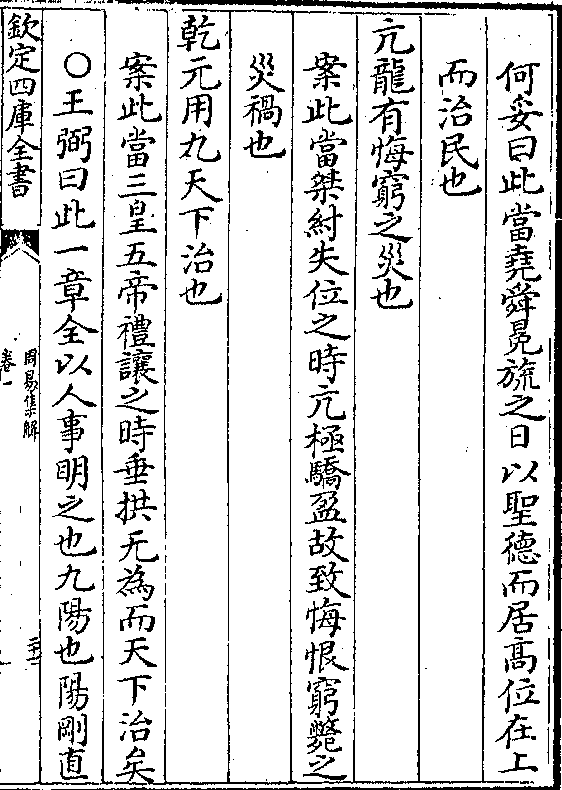 何妥曰此當堯舜冕旒之日以聖德而居高位在上
而治民也
亢龍有悔窮之災也
案此當桀紂失位之時亢極驕盈故致悔恨窮斃之
災禍也
乾元用九天下治也
案此當三皇五帝禮讓之時垂拱无為而天下治矣
○王弼曰此一章全以人事明之也九陽也陽剛直
欽定四庫全書
周易集解
卷一